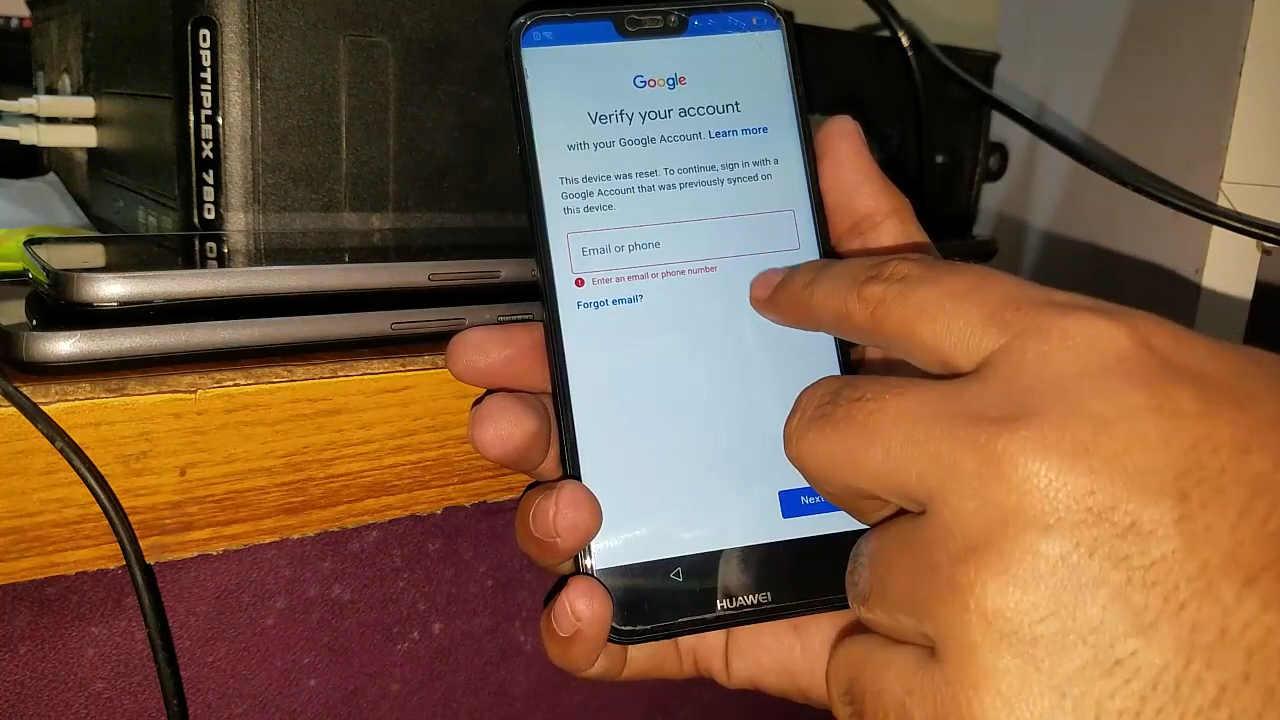 OPTIPLEX 780
Google
Verify your account
with your Google Account. Learn more
This device was reset. To continue, sign in with a
Google Account that was previously synced on
this device.
Email or phone
Enter an email or phone number
Forgot email?
Next
HUAWEI